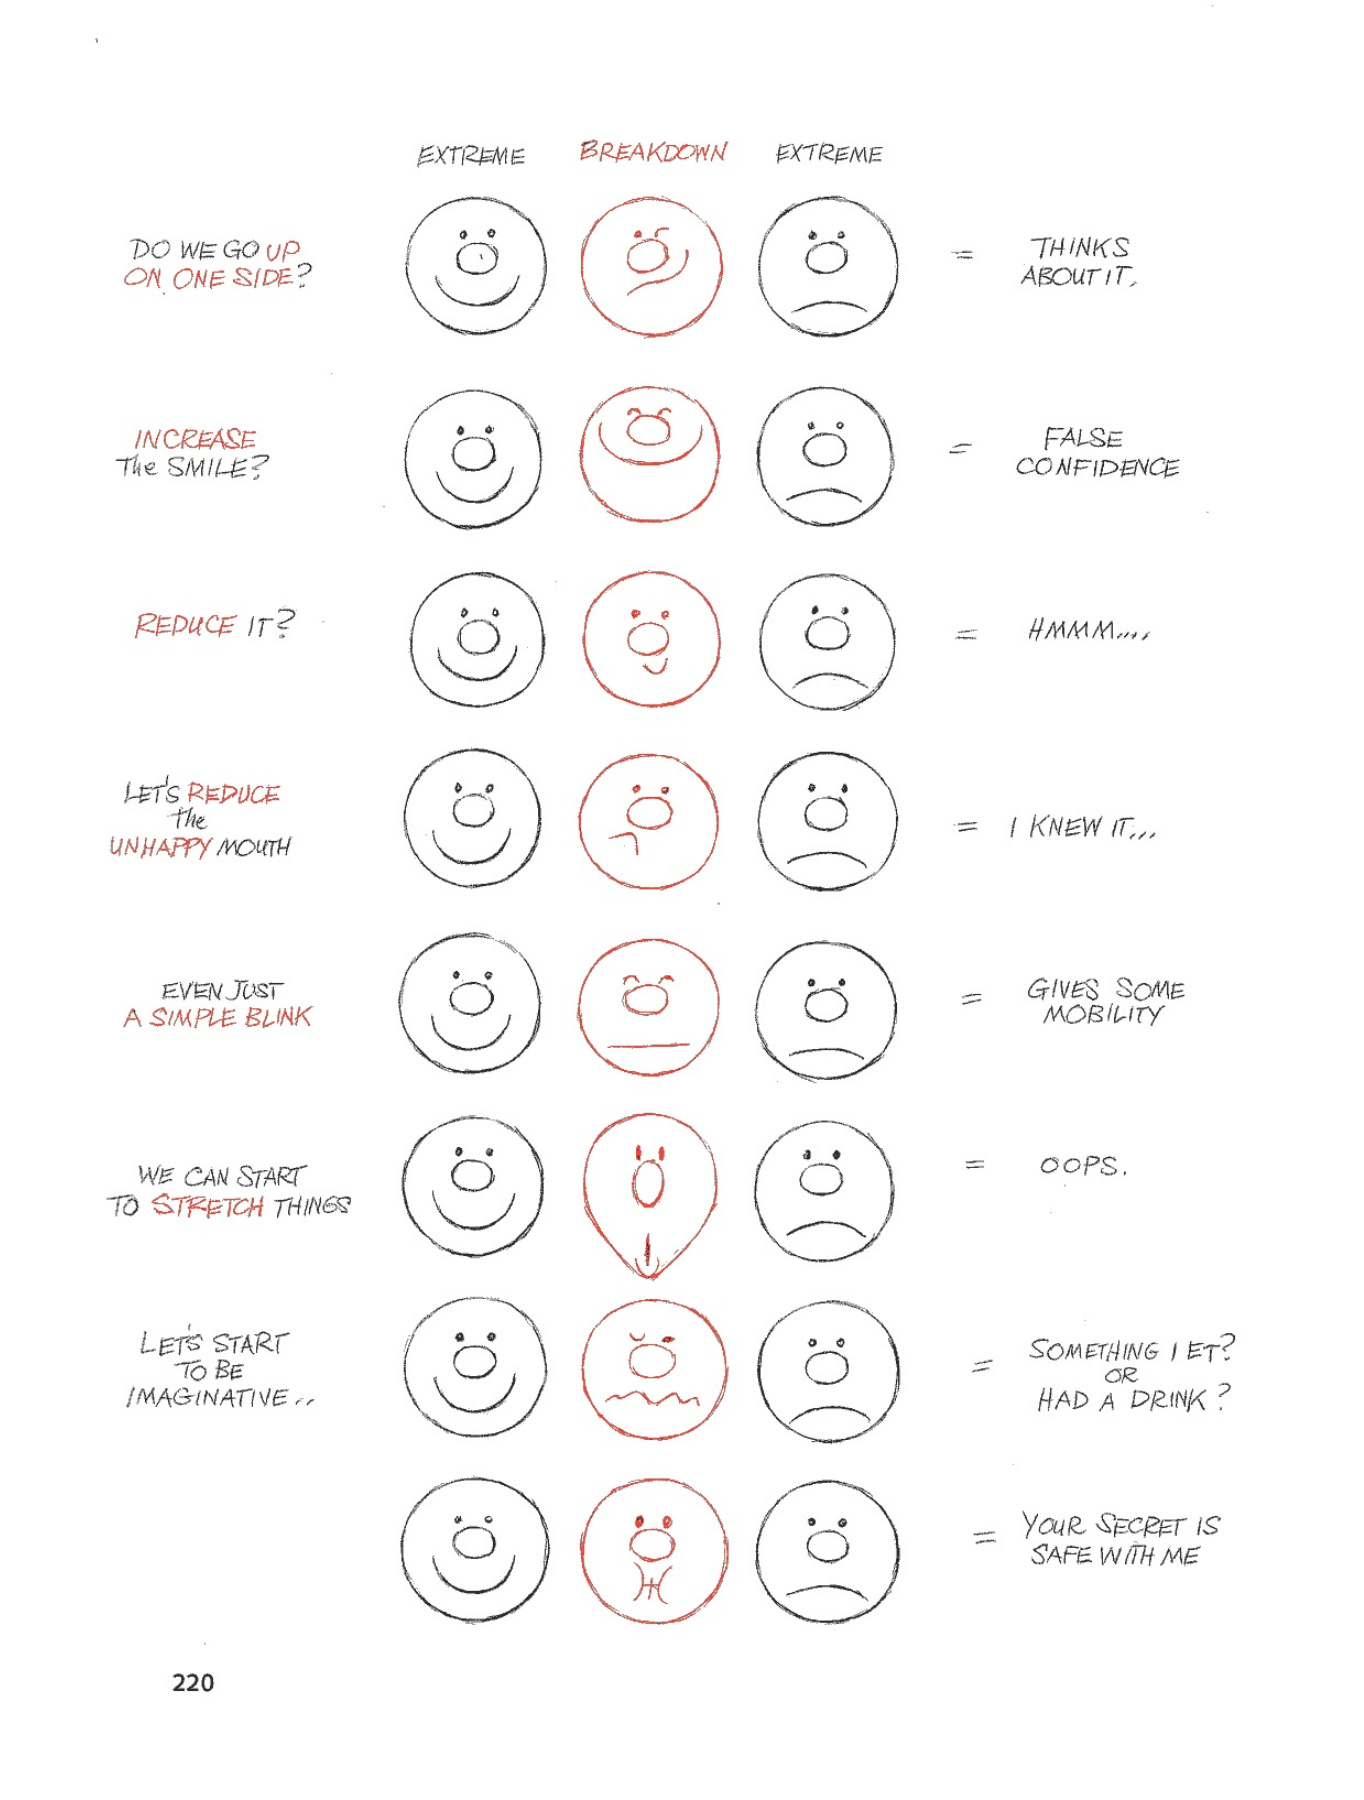 EXTREME BREAKDOWN EXTREME
DO WE GO UP
ON ONE SIDE?
= THINKS
ABOUT IT.
INCREASE
The SMILE?
= FALSE
CONFIDENCE
REDUCE IT?
= HMMM....
LET'S REDUCE
the
UNHAPPY MOUTH
= I KNEW IT...
EVEN JUST
A SIMPLE BLINK
= GIVES SOME
MOBILITY
WE CAN START
TO STRETCH THINGS
= OOPS.
LET'S START
TO BE
IMAGINATIVE..
= SOMETHING I ET?
OR
HAD A DRINK?
= YOUR SECRET IS
SAFE WITH ME
220